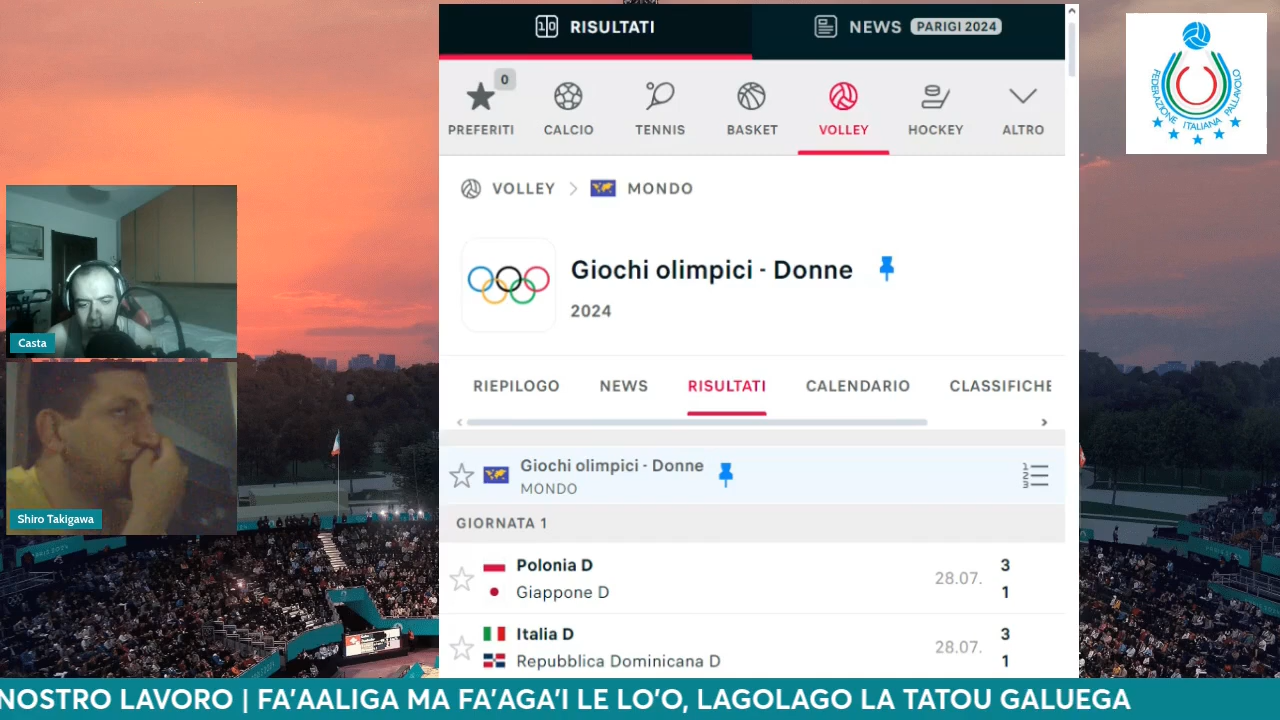 RISULTATI
NEWS PARIGI 2024
0
PREFERITI CALCIO TENNIS BASKET VOLLEY HOCKEY ALTRO
FEDERAZIONE ITALIANA PALLAVOLO
VOLLEY > MONDO
Giochi olimpici - Donne
2024
Casta
RIEPILOGO NEWS RISULTATI CALENDARIO CLASSIFICHE
Giochi olimpici - Donne
MONDO
Shiro Takigawa
GIORNATA 1
Polonia D 28.07. 3
Giappone D 1
Italia D 28.07. 3
Repubblica Dominicana D 1
NOSTRO LAVORO | FA'AALIGA MA FA'AGA'I LE LO'O, LAGOLAGO LA TATOU GALUEGA